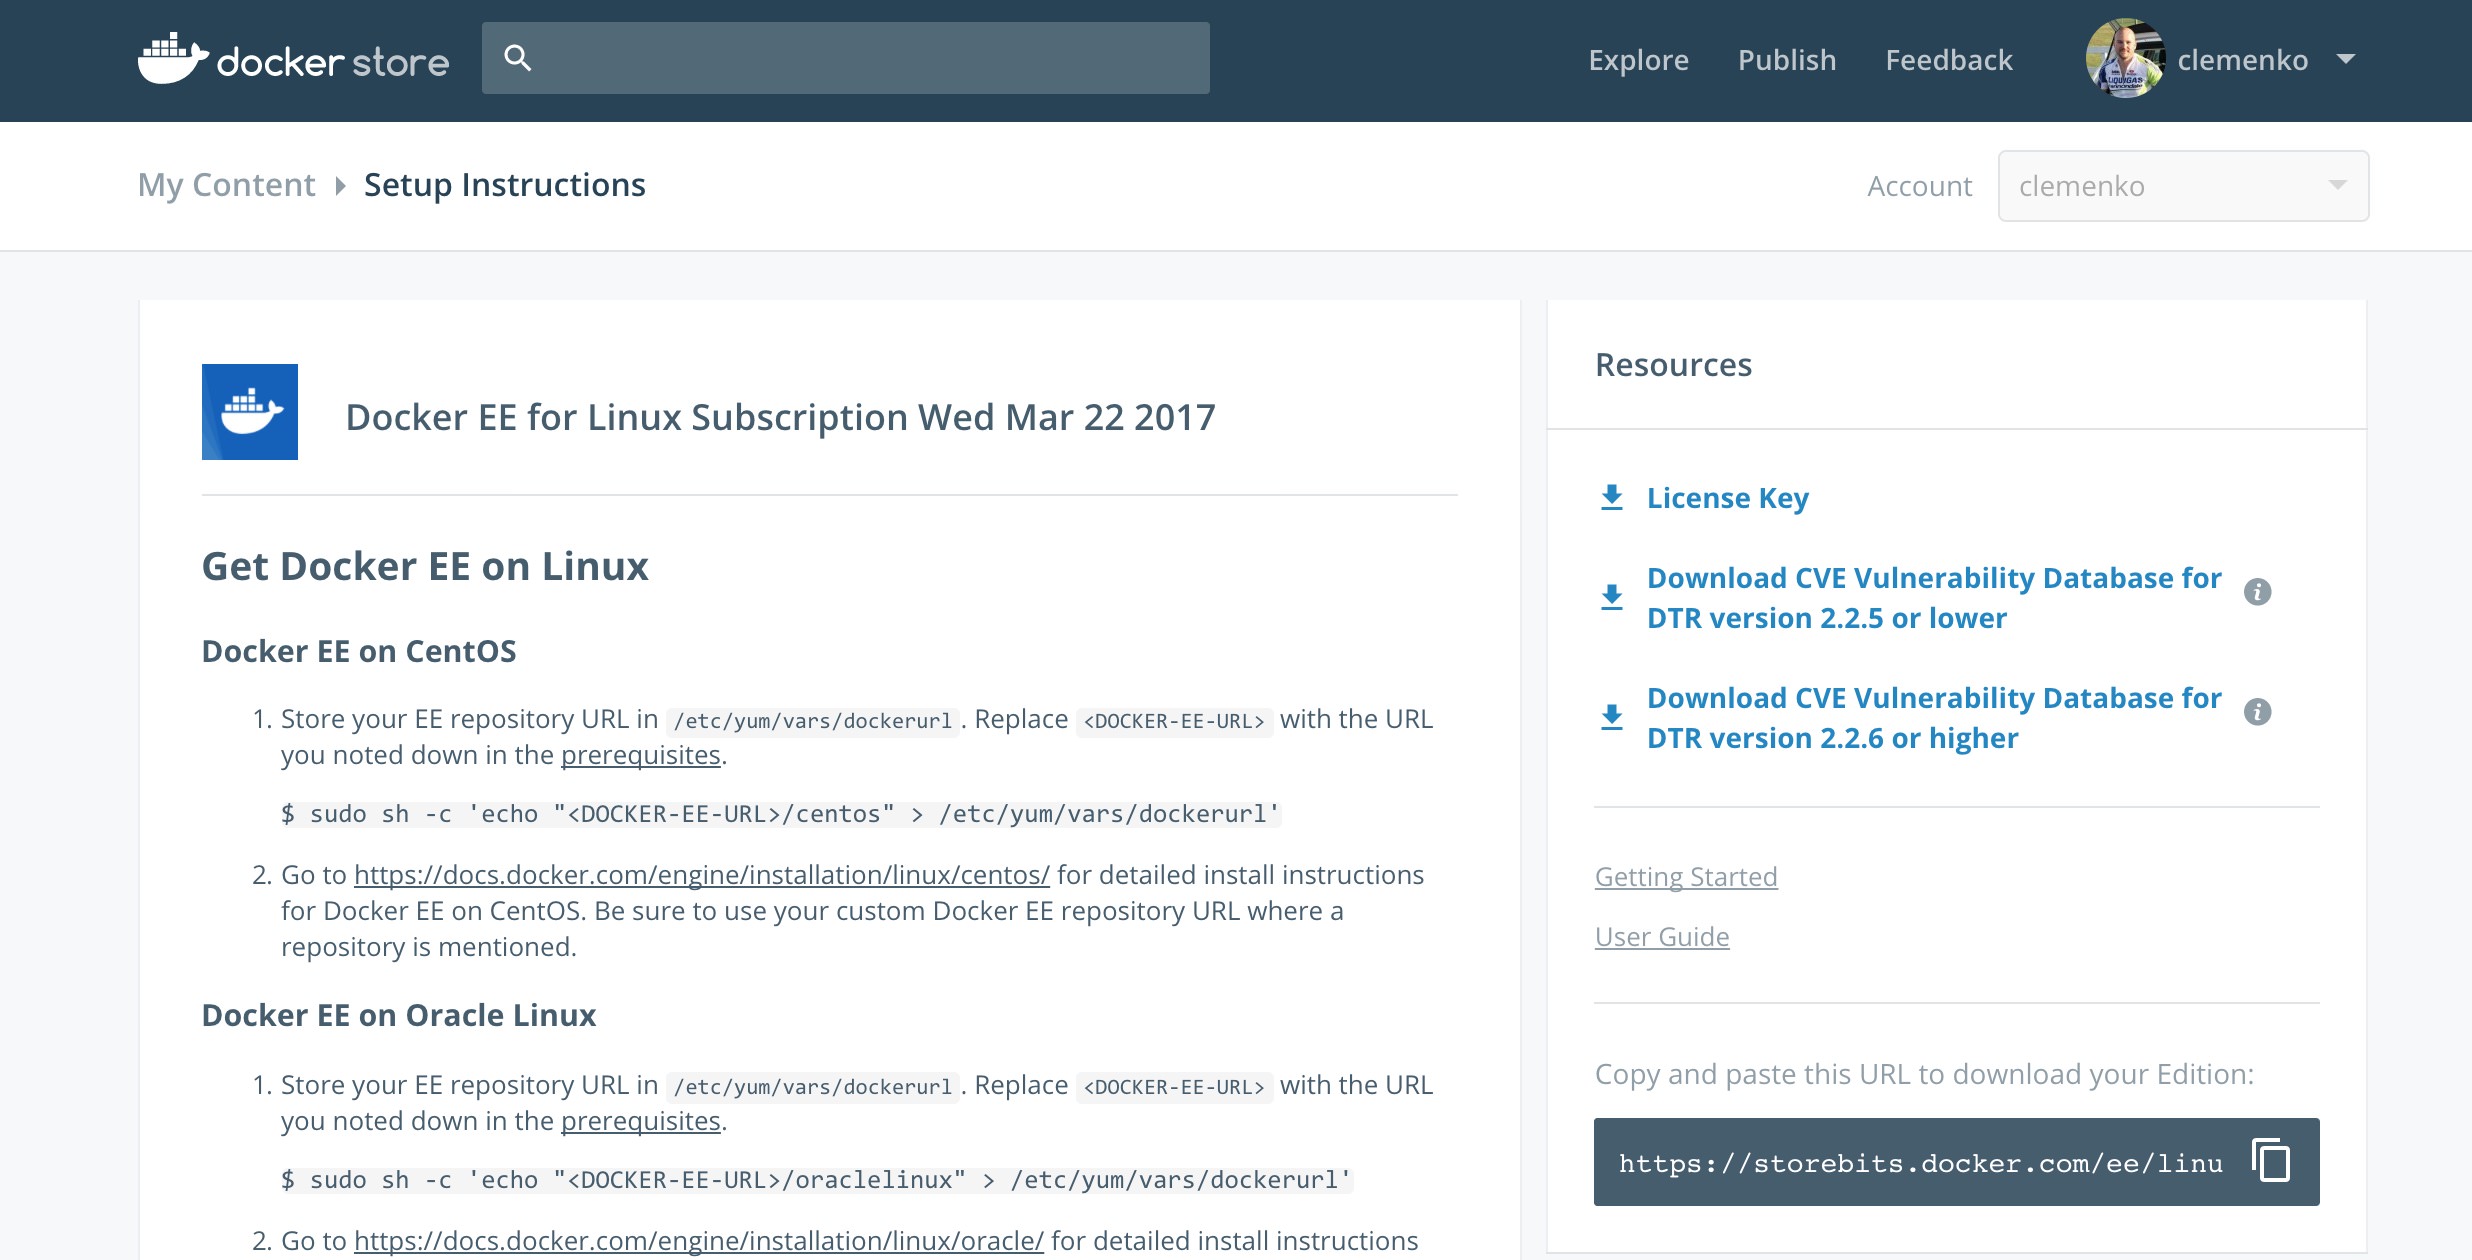 docker store
Explore
Publish
Feedback
clemenko
My Content
Setup Instructions
Account
clemenko
Docker EE for Linux Subscription Wed Mar 22 2017
Get Docker EE on Linux
Docker EE on CentOS
1. Store your EE repository URL in /etc/yum/vars/dockerurl. Replace <DOCKER-EE-URL> with the URL
you noted down in the prerequisites.
$ sudo sh -c 'echo "<DOCKER-EE-URL>/centos" > /etc/yum/vars/dockerurl'
2. Go to https://docs.docker.com/engine/installation/linux/centos/ for detailed install instructions
for Docker EE on CentOS. Be sure to use your custom Docker EE repository URL where a
repository is mentioned.
Docker EE on Oracle Linux
1. Store your EE repository URL in /etc/yum/vars/dockerurl. Replace <DOCKER-EE-URL> with the URL
you noted down in the prerequisites.
$ sudo sh -c 'echo "<DOCKER-EE-URL>/oraclelinux" > /etc/yum/vars/dockerurl'
2. Go to https://docs.docker.com/engine/installation/linux/oracle/ for detailed install instructions
Resources
License Key
Download CVE Vulnerability Database for
DTR version 2.2.5 or lower
Download CVE Vulnerability Database for
DTR version 2.2.6 or higher
Getting Started
User Guide
Copy and paste this URL to download your Edition:
https://storebits.docker.com/ee/linu